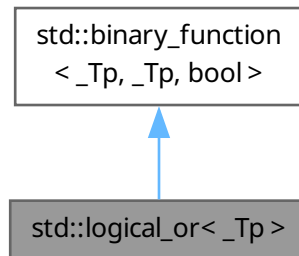 std::binary_function
< _Tp, _Tp, bool >
std::logical_or< _Tp >